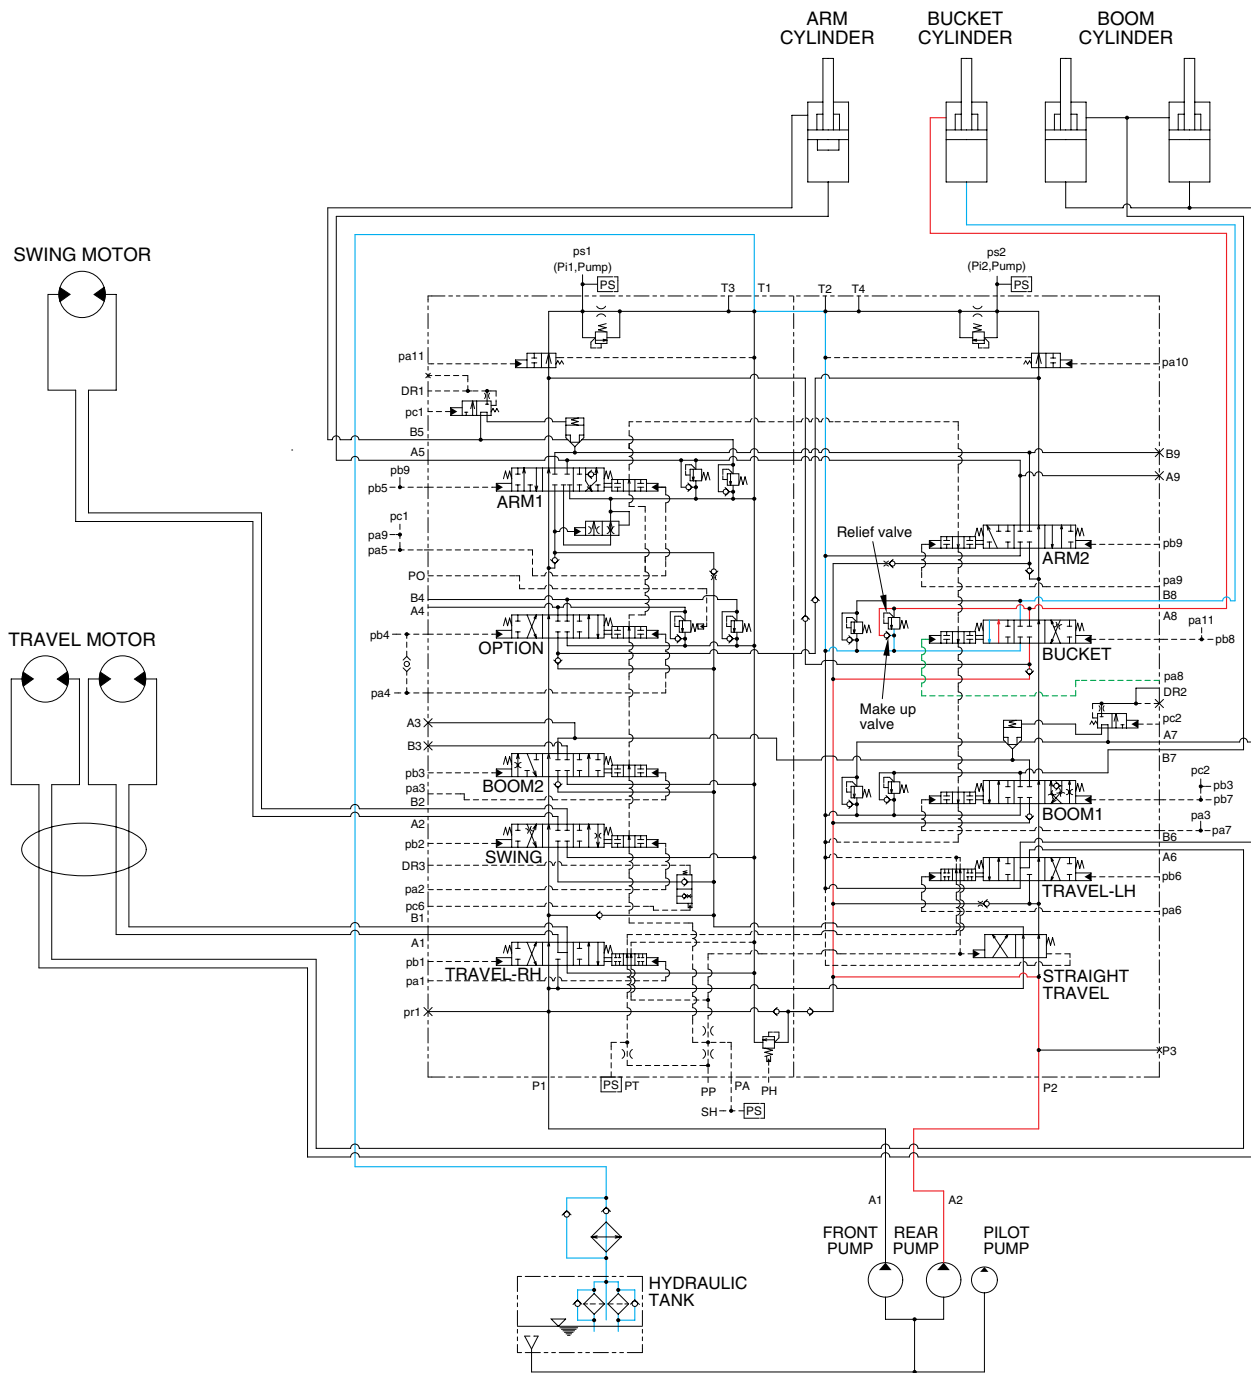 ARM
CYLINDER
BUCKET
CYLINDER
BOOM
CYLINDER
SWING MOTOR
ps1
(Pi1,Pump)
PS
ps2
(Pi2,Pump)
PS
T3
T1
T2
T4
pa11
pa10
DR1
pc1
B5
A5
B9
A9
pb9
pb5
ARM1
pc1
pa9
pa5
Relief valve
ARM2
pb9
pa9
PO
B4
A4
B8
A8
pa11
pb8
TRAVEL MOTOR
pb4
OPTION
BUCKET
pa4
pa8
DR2
Make up
valve
A3
pc2
A7
B3
B7
pb3
BOOM2
pc2
pb3
pb7
pa3
B2
BOOM1
pa3
pa7
A2
B6
pb2
SWING
A6
DR3
TRAVEL-LH
pb6
pa2
pc6
pa6
B1
A1
pb1
TRAVEL-RH
pa1
STRAIGHT
TRAVEL
pr1
P3
P1
PS
PT
PP
PA
PH
P2
SH
PS
A1
A2
FRONT
PUMP
REAR
PUMP
PILOT
PUMP
HYDRAULIC
TANK